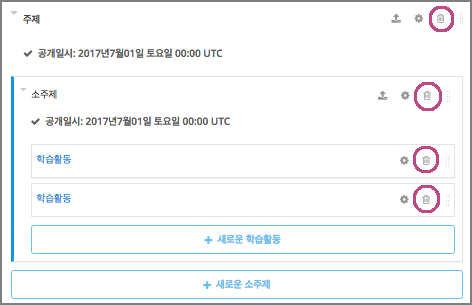 주제
공개일시: 2017년7월01일 토요일 00:00 UTC
소주제
공개일시: 2017년7월01일 토요일 00:00 UTC
학습활동
학습활동
+ 새로운 학습활동
+ 새로운 소주제